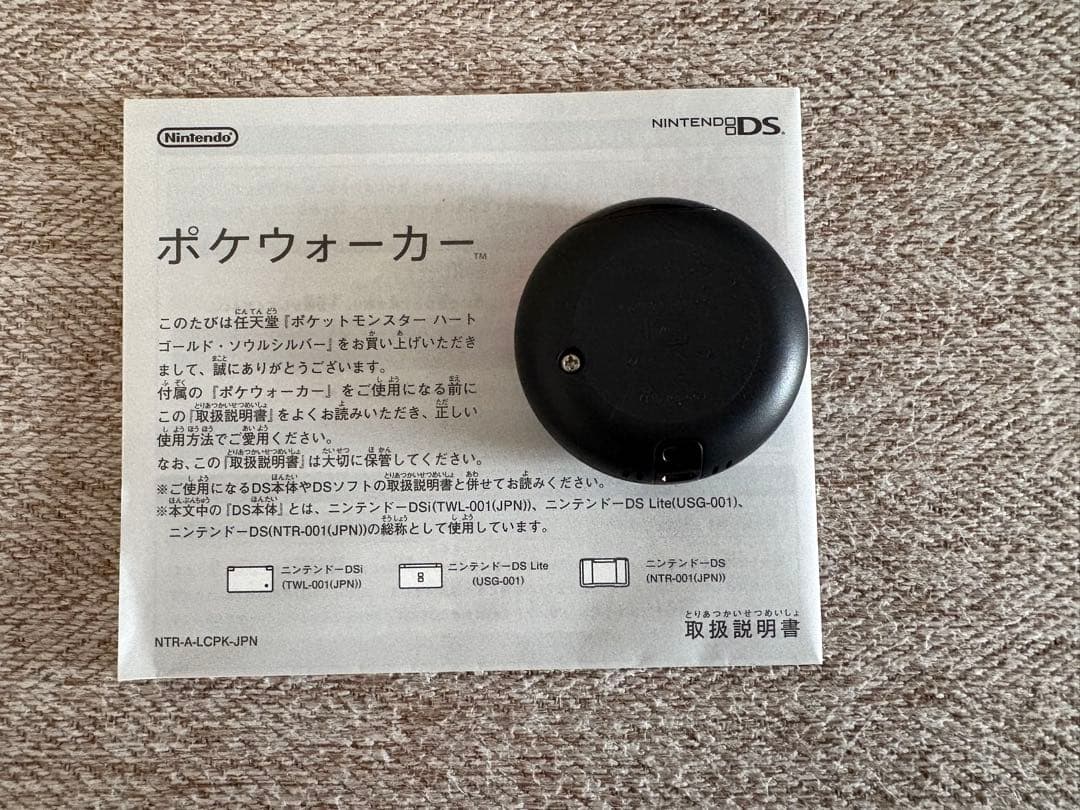 Nintendo
NINTENDO DS
ポケウォーカー™
このたびは任天堂『ポケットモンスター ハート
ゴールド・ソウルシルバー』をお買い上げいただき
まして、誠にありがとうございます。
付属の『ポケウォーカー』をご使用になる前に
この『取扱説明書』をよくお読みいただき、正しい
使用方法でご愛用ください。
なお、この『取扱説明書』は大切に保管してください。
※ご使用になるDS本体やDSソフトの取扱説明書と併せてお読みください。
※本文中の『DS本体』とは、ニンテンドーDSi(TWL-001(JPN))、ニンテンドーDS Lite(USG-001)、
ニンテンドーDS(NTR-001(JPN))の総称として使用しています。
ニンテンドーDSi
(TWL-001(JPN))
ニンテンドーDS Lite
(USG-001)
ニンテンドーDS
(NTR-001(JPN))
とりあつかいせつめいしょ
取扱説明書
NTR-A-LCPK-JPN